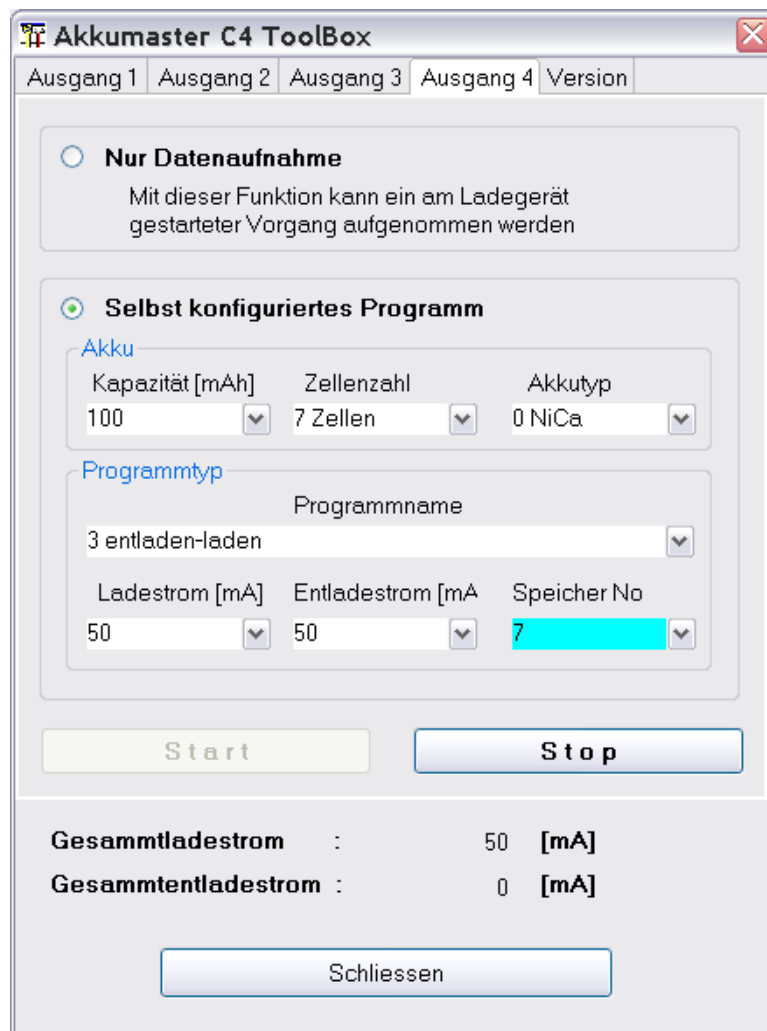 Akkumaster C4 ToolBox
Ausgang 1 Ausgang 2 Ausgang 3 Ausgang 4 Version
Nur Datenaufnahme
Mit dieser Funktion kann ein am Ladegerät
gestarteter Vorgang aufgenommen werden
Selbst konfiguriertes Programm
Akku
Kapazität [mAh] Zellenzahl Akkutyp
100 7 Zellen 0 NiCa
Programmtyp
Programmname
3 entladen-laden
Ladestrom [mA] Entladestrom [mA Speicher No
50 50 7
Start Stop
Gesammtladestrom : 50 [mA]
Gesammtentladestrom : 0 [mA]
Schliessen